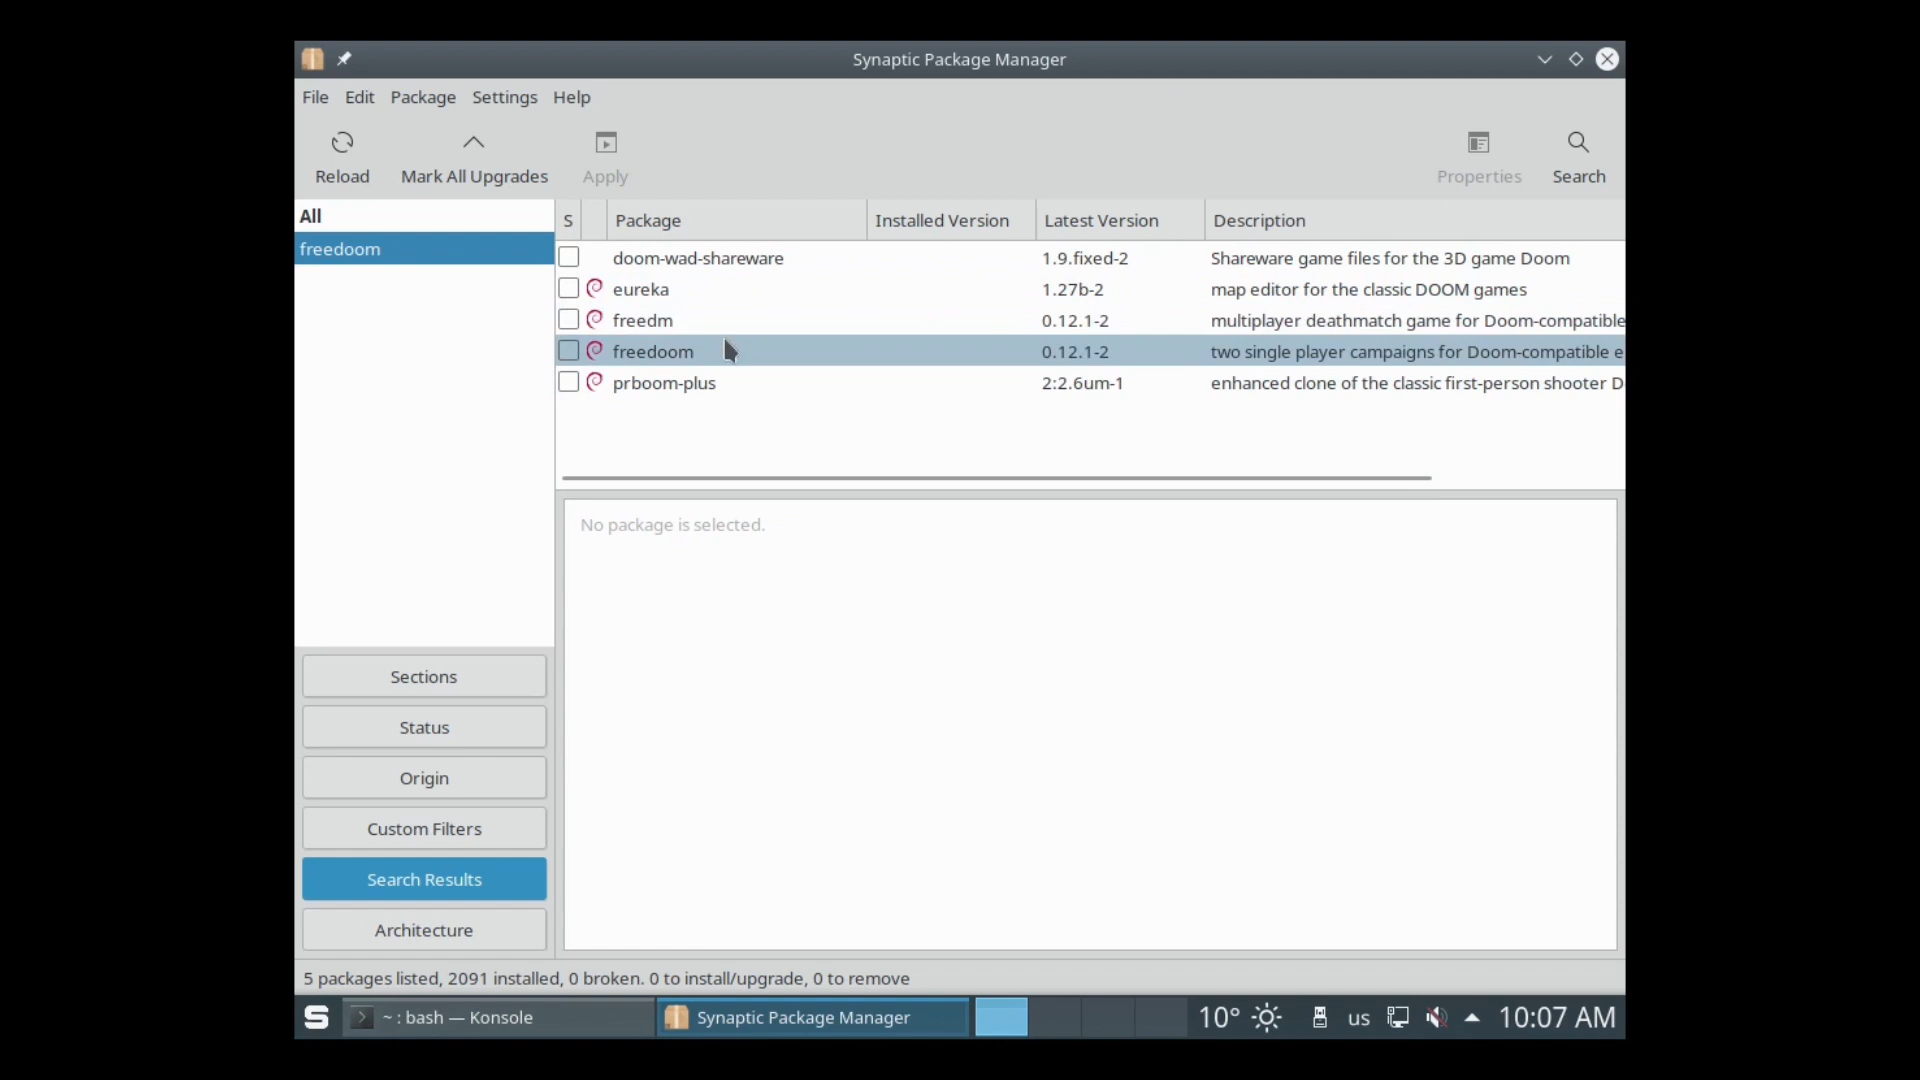 Synaptic Package Manager
File Edit Package Settings Help
Reload Mark All Upgrades Apply Properties Search
All
freedoom
S Package Installed Version Latest Version Description
doom-wad-shareware 1.9.fixed-2 Shareware game files for the 3D game Doom
eureka 1.27b-2 map editor for the classic DOOM games
freedm 0.12.1-2 multiplayer deathmatch game for Doom-compatible
freedoom 0.12.1-2 two single player campaigns for Doom-compatible e
prboom-plus 2:2.6um-1 enhanced clone of the classic first-person shooter D
No package is selected.
Sections
Status
Origin
Custom Filters
Search Results
Architecture
5 packages listed, 2091 installed, 0 broken. 0 to install/upgrade, 0 to remove
~ : bash — Konsole Synaptic Package Manager 10° us 10:07 AM